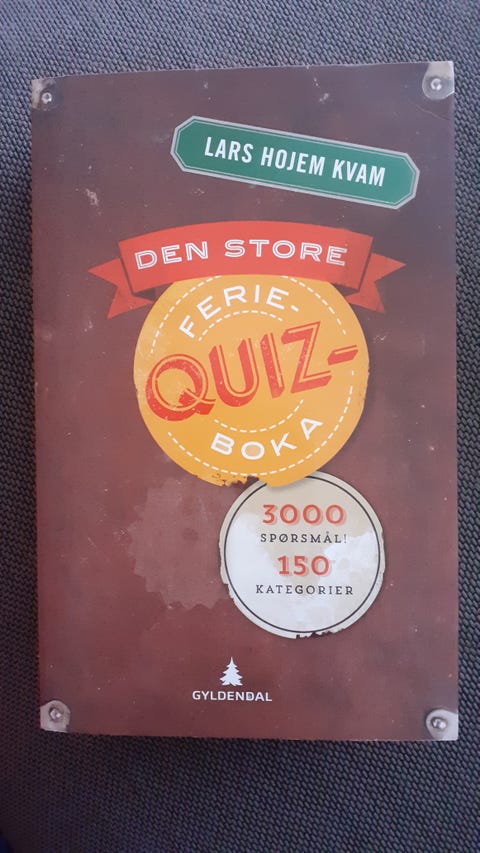 LARS HOJEM KVAM
DEN STORE
FERIE-
QUIZ-
BOKA
3000
SPØRSMÅL!
150
KATEGORIER
GYLDENDAL